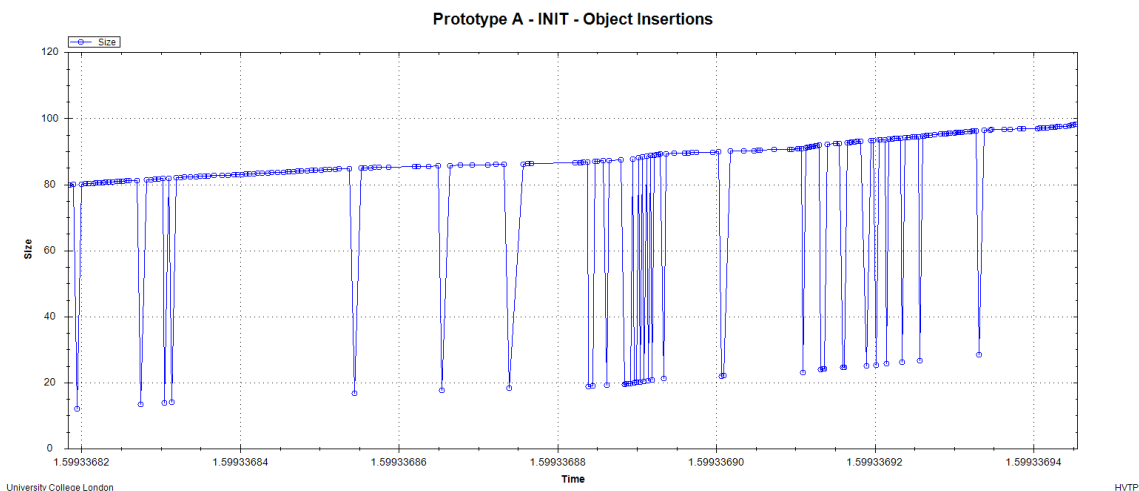 Prototype A - INIT - Object Insertions
Size
120
100
80
60
40
20
0
Size
1.59933682 1.59933684 1.59933686 1.59933688 1.59933690 1.59933692 1.59933694
Time
University College London HVTP